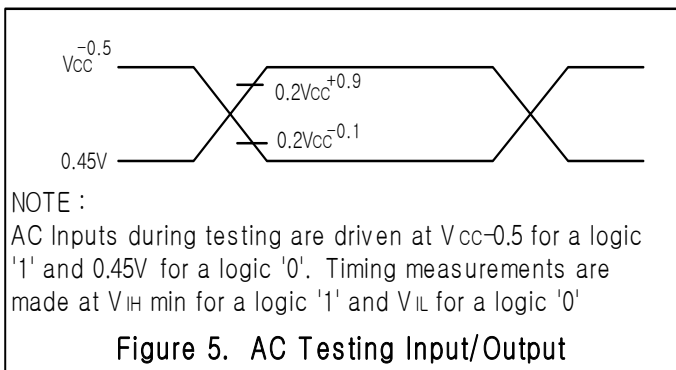 Vcc-0.5
0.2Vcc+0.9
0.2Vcc-0.1
0.45V
NOTE :
AC Inputs during testing are driven at Vcc-0.5 for a logic
'1' and 0.45V for a logic '0'. Timing measurements are
made at VIH min for a logic '1' and VIL for a logic '0'
Figure 5. AC Testing Input/Output